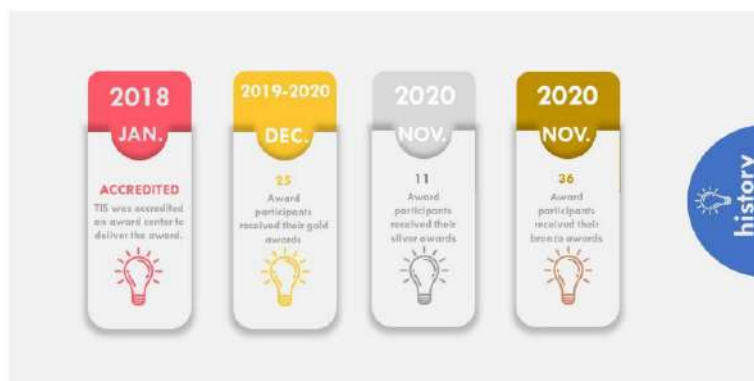 2018
JAN.
ACCREDITED
TIS was accredited
an award center to
deliver the award.
2019-2020
DEC.
25
Award
participants
received their gold
awards
2020
NOV.
11
Award
participants
received their
silver awards
2020
NOV.
36
Award
participants
received their
bronze awards
history